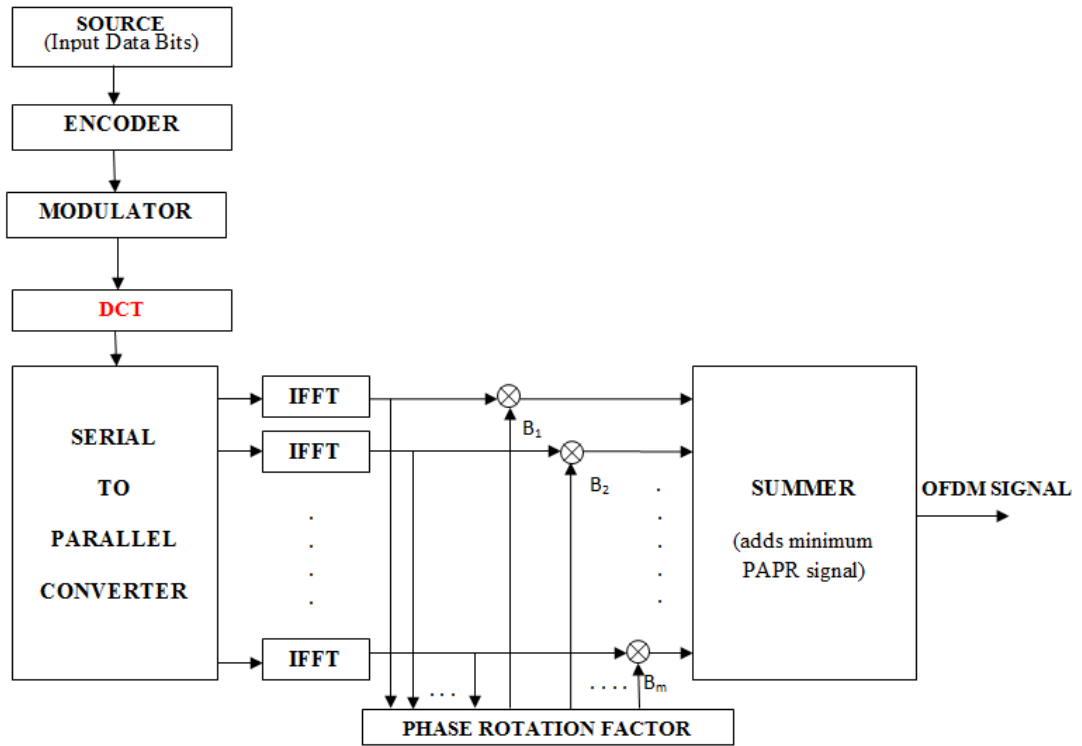 SOURCE
(Input Data Bits)
ENCODER
MODULATOR
DCT
SERIAL
TO
PARALLEL
CONVERTER
IFFT
IFFT
IFFT
B₁
B₂
Bₘ
PHASE ROTATION FACTOR
SUMMER
(adds minimum
PAPR signal)
OFDM SIGNAL